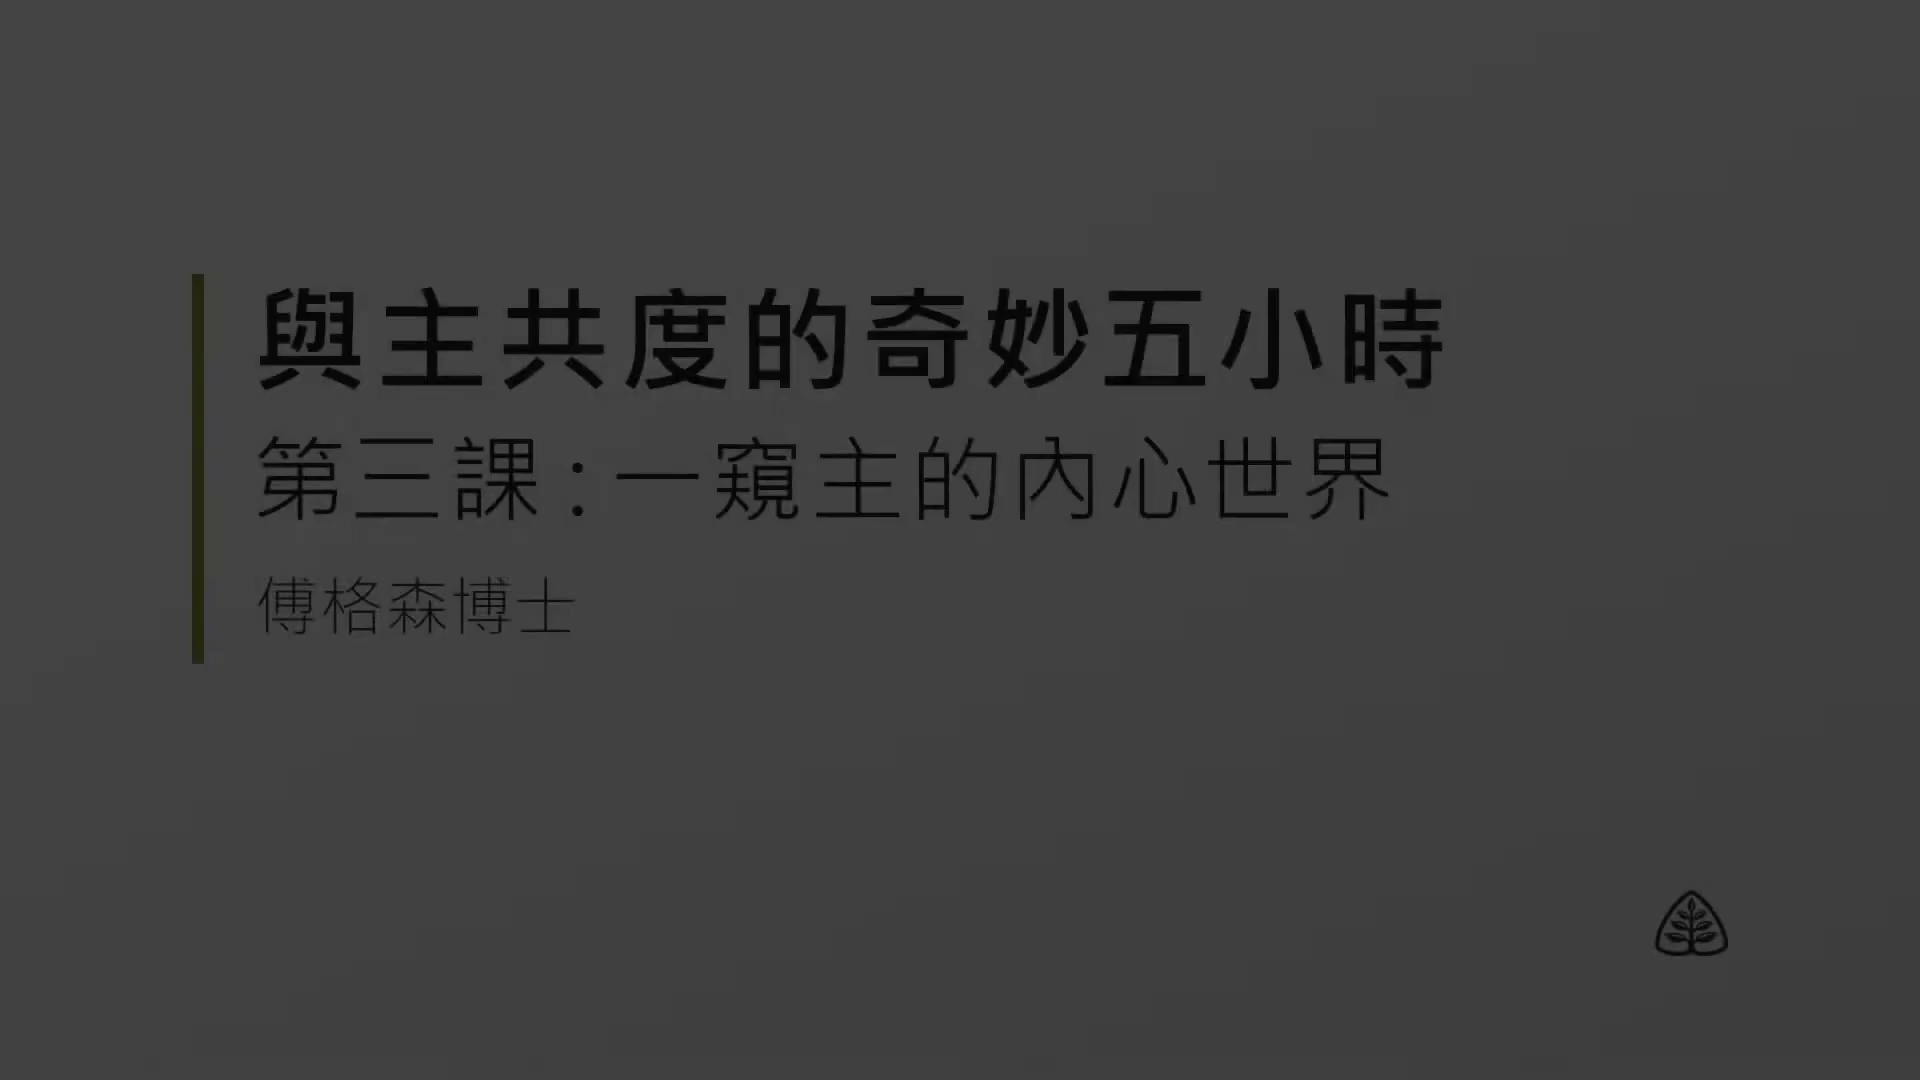 與主共度的奇妙五小時
第三課:一窺主的內心世界
傅格森博士